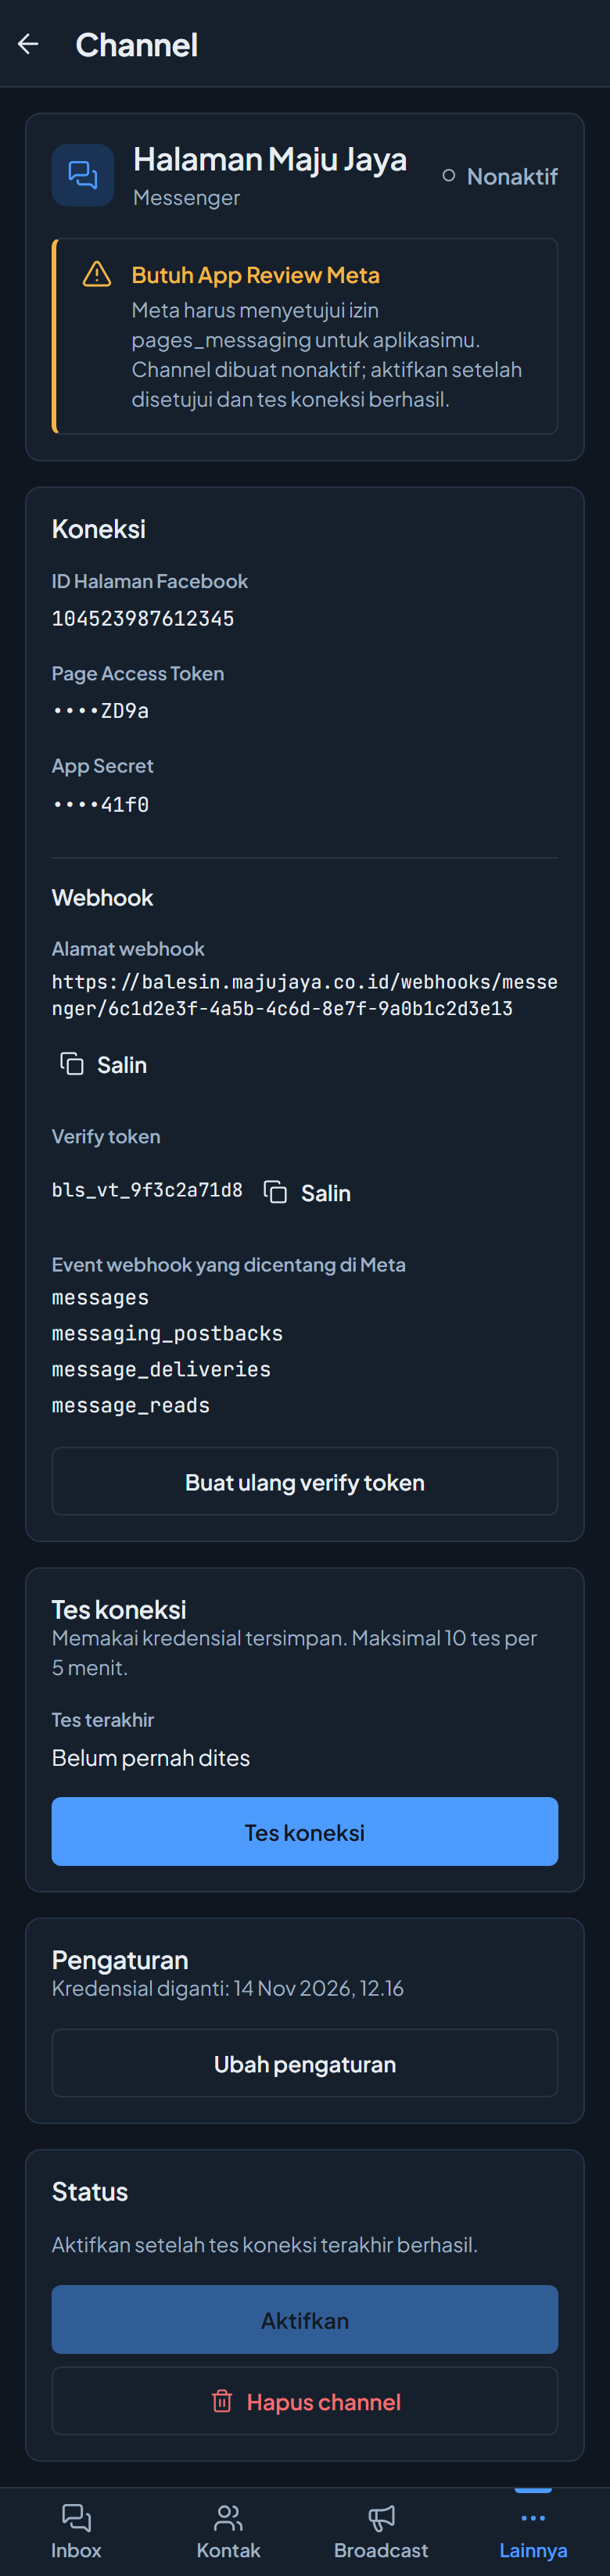 Channel
Halaman Maju Jaya
Messenger
Nonaktif
Butuh App Review Meta
Meta harus menyetujui izin
pages_messaging untuk aplikasimu.
Channel dibuat nonaktif; aktifkan setelah
disetujui dan tes koneksi berhasil.
Koneksi
ID Halaman Facebook
104523987612345
Page Access Token
••••ZD9a
App Secret
••••41f0
Webhook
Alamat webhook
https://balesin.majujaya.co.id/webhooks/messe
nger/6c1d2e3f-4a5b-4c6d-8e7f-9a0b1c2d3e13
Salin
Verify token
bls_vt_9f3c2a71d8
Salin
Event webhook yang dicentang di Meta
messages
messaging_postbacks
message_deliveries
message_reads
Buat ulang verify token
Tes koneksi
Memakai kredensial tersimpan. Maksimal 10 tes per
5 menit.
Tes terakhir
Belum pernah dites
Tes koneksi
Pengaturan
Kredensial diganti: 14 Nov 2026, 12.16
Ubah pengaturan
Status
Aktifkan setelah tes koneksi terakhir berhasil.
Aktifkan
Hapus channel
Inbox
Kontak
Broadcast
Lainnya